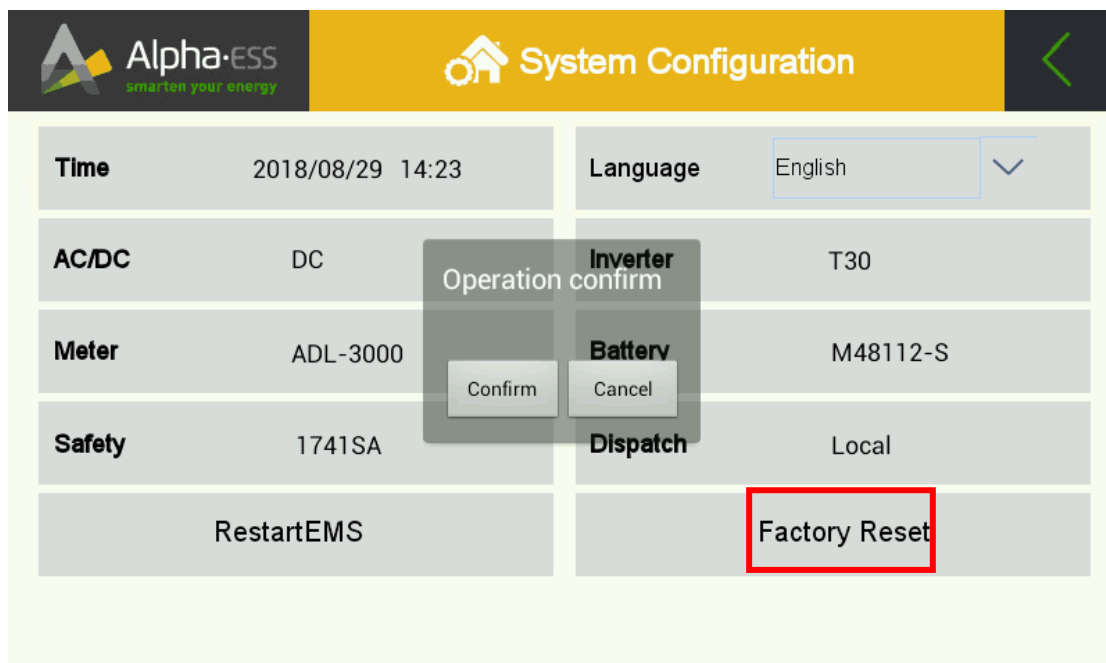 Alpha·ESS
smarten your energy
System Configuration
Time 2018/08/29 14:23
Language English
AC/DC DC
Inverter T30
Operation confirm
Meter ADL-3000
Battery M48112-S
Confirm Cancel
Safety 1741SA
Dispatch Local
RestartEMS
Factory Reset